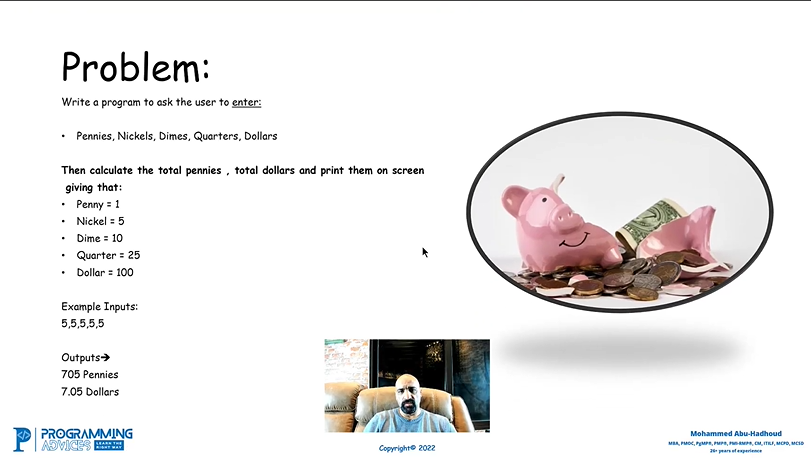 Problem:
Write a program to ask the user to enter:
• Pennies, Nickels, Dimes, Quarters, Dollars
Then calculate the total pennies , total dollars and print them on screen
giving that:
• Penny = 1
• Nickel = 5
• Dime = 10
• Quarter = 25
• Dollar = 100
Example Inputs:
5,5,5,5,5
Outputs➔
705 Pennies
7.05 Dollars
PROGRAMMING
ADVICES LEARN THE
RIGHT WAY
Copyright© 2022
Mohammed Abu-Hadhoud
MBA, PMOC, PgMP®, PMP®, PMI-RMP®, CM, ITILF, MCPD, MCSD
20+ years of experience